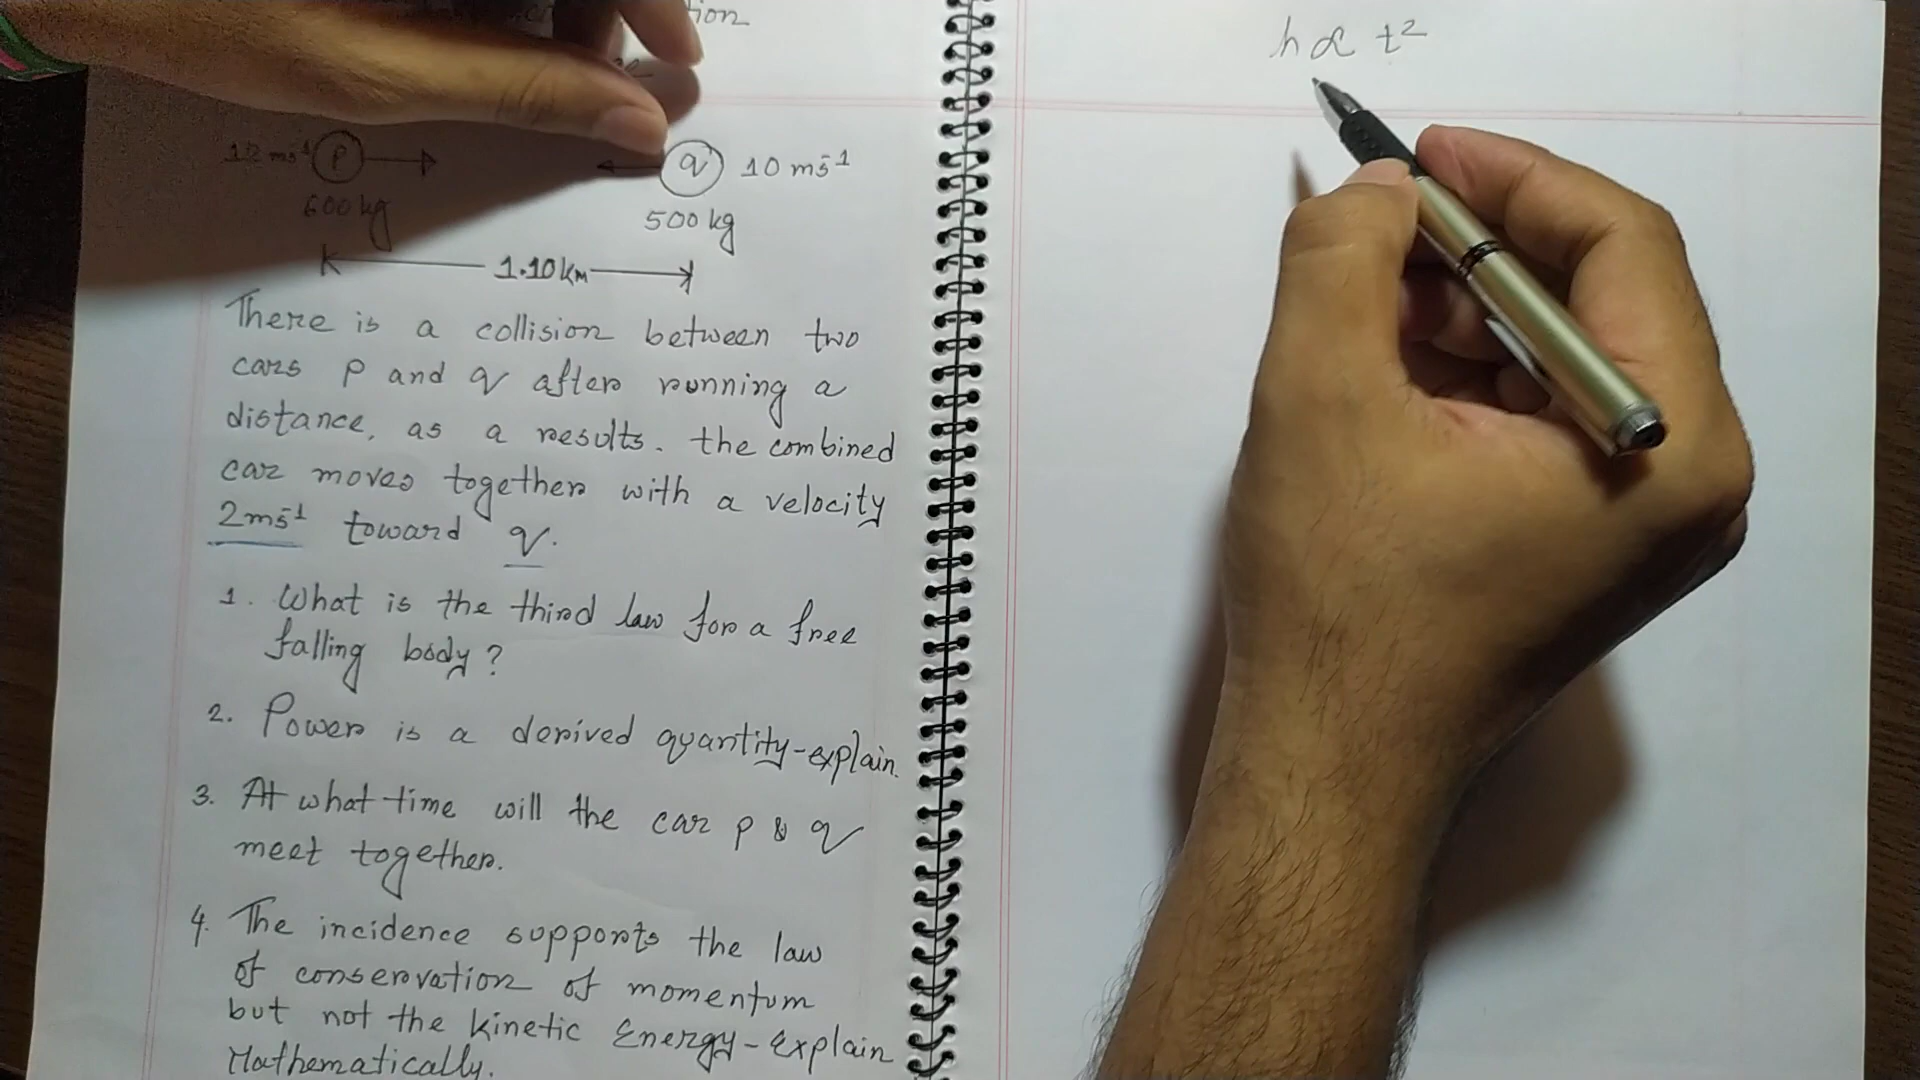 tion
h ∝ t²
12 ms⁻¹ p q 10 ms⁻¹
600 kg 500 kg
1.10 km
There is a collision between two
cars p and q after running a
distance, as a results. the combined
car moves together with a velocity
2ms⁻¹ toward q.
1. What is the third law for a free
falling body?
2. Power is a derived quantity-explain.
3. At what time will the car p & q
meet together.
4. The incidence supports the law
of conservation of momentum
but not the kinetic Energy-explain
Mathematically.